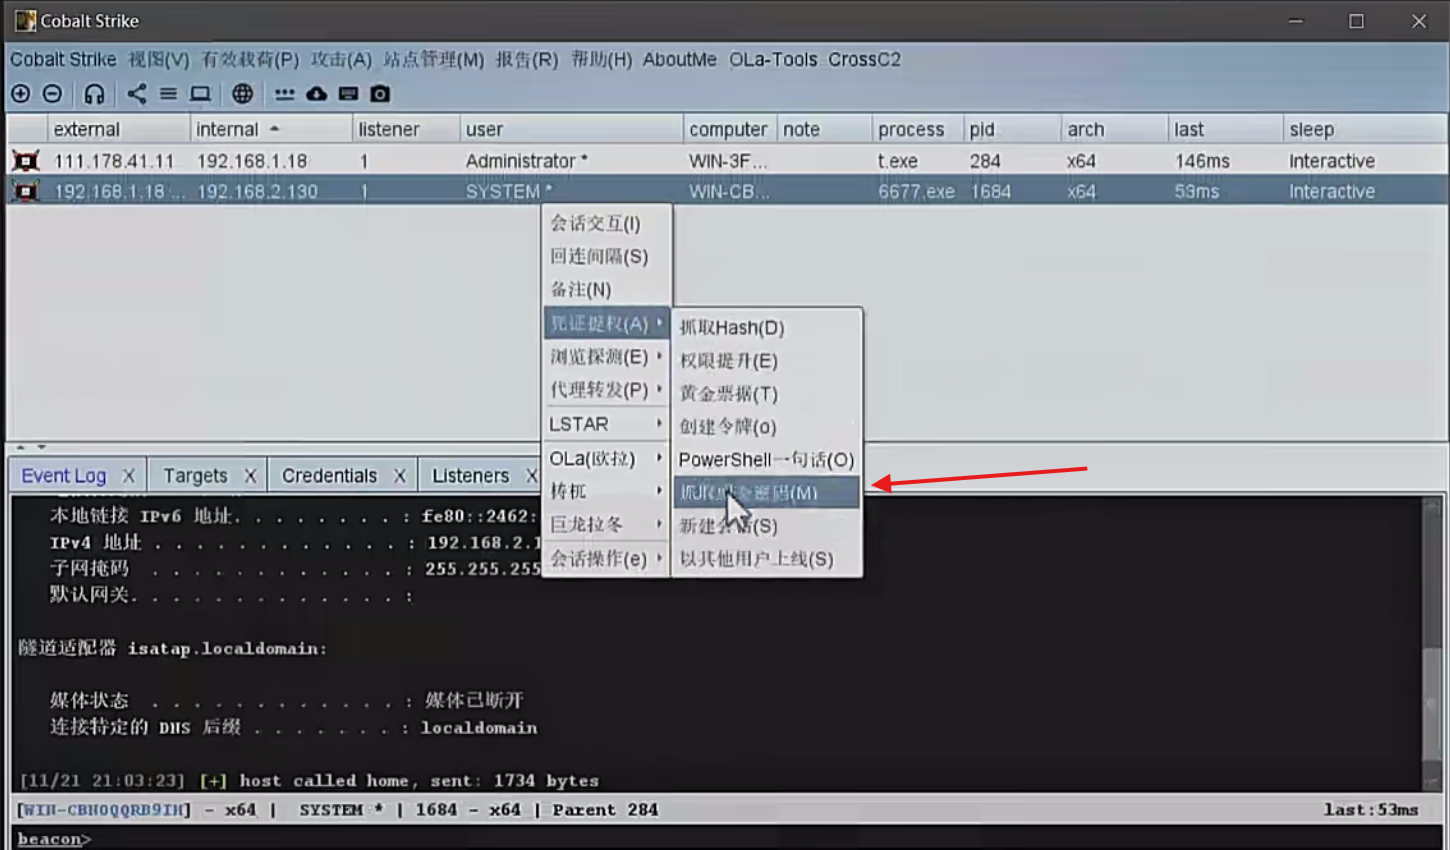 Cobalt Strike
Cobalt Strike 视图(V) 有效载荷(P) 攻击(A) 站点管理(M) 报告(R) 帮助(H) AboutMe OLa-Tools CrossC2
external internal listener user computer note process pid arch last sleep
111.178.41.11 192.168.1.18 1 Administrator * WIN-3F... t.exe 284 x64 146ms Interactive
192.168.1.18 ... 192.168.2.130 1 SYSTEM * WIN-CB... 6677.exe 1684 x64 53ms Interactive
会话交互(I)
回连间隔(S)
备注(N)
凭证提权(A)
浏览探测(E)
代理转发(P)
LSTAR
OLa(欧拉)
梼杌
巨龙拉冬
会话操作(e)
抓取Hash(D)
权限提升(E)
黄金票据(T)
创建令牌(o)
PowerShell一句话(O)
抓取 密码(M)
新建会话(S)
以其他用户上线(S)
Event Log X Targets X Credentials X Listeners X
本地链接 IPv6 地址. . . . . . . . : fe80::2462:
IPv4 地址 . . . . . . . . . . . . : 192.168.2.1
子网掩码 . . . . . . . . . . . . : 255.255.255
默认网关. . . . . . . . . . . . . :
隧道适配器 isatap.localdomain:
媒体状态 . . . . . . . . . . . . : 媒体已断开
连接特定的 DNS 后缀 . . . . . . . : localdomain
[11/21 21:03:23] [+] host called home, sent: 1734 bytes
[WIN-CBH0QQRB9IH] - x64 | SYSTEM * | 1684 - x64 | Parent 284 last:53ms
beacon>